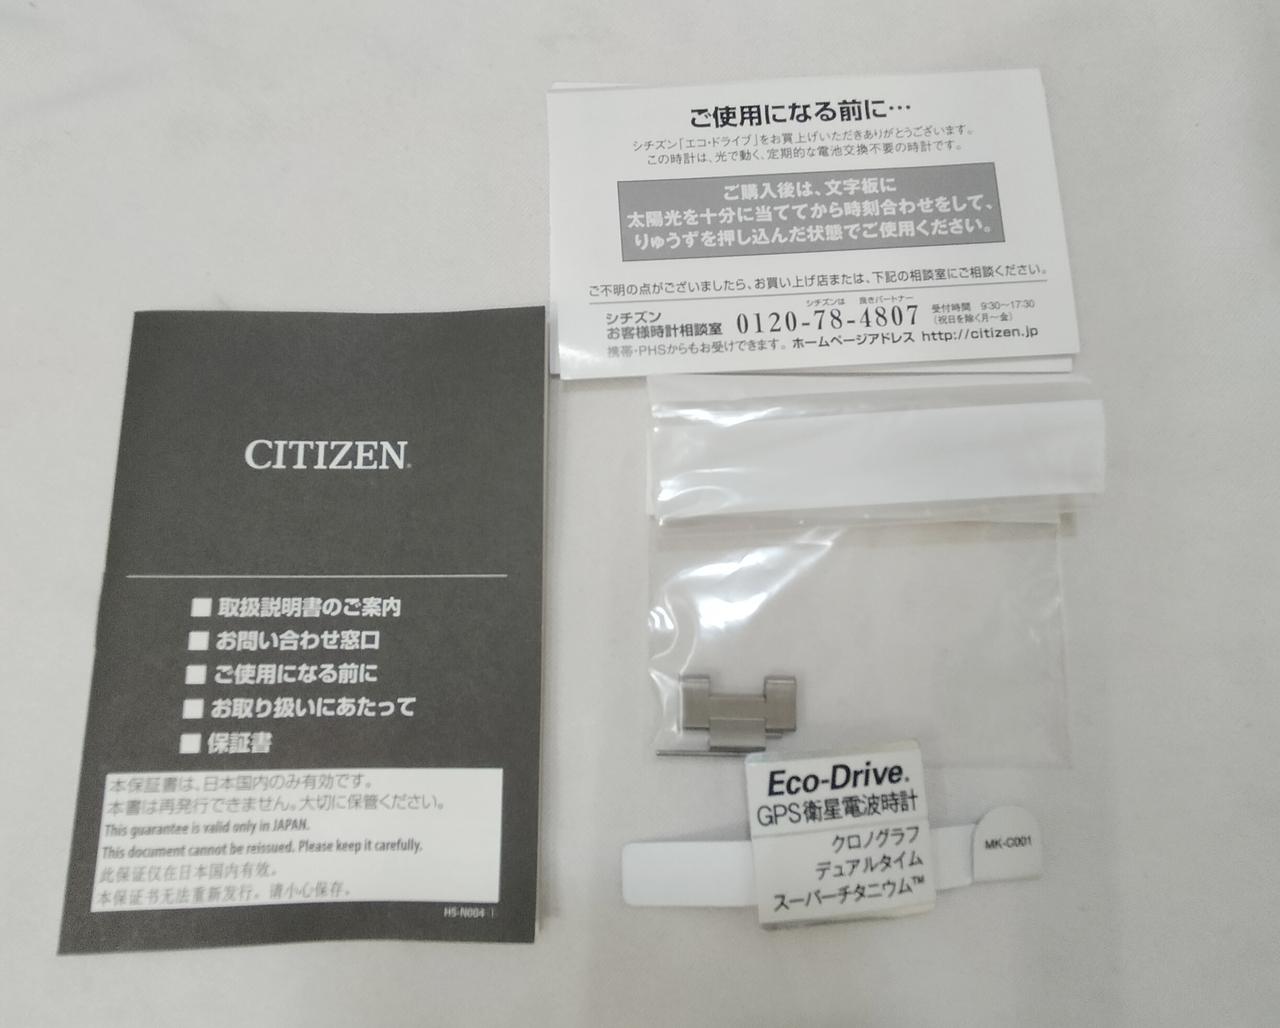 ご使用になる前に…
シチズン「エコ・ドライブ」をお買上げいただきありがとうございます。
この時計は、光で動く、定期的な電池交換不要の時計です。
ご購入後は、文字板に
太陽光を十分に当ててから時刻合わせをして、
りゅうずを押し込んだ状態でご使用ください。
ご不明の点がございましたら、お買い上げ店または、下記の相談室にご相談ください。
シチズン
お客様時計相談室
シチズンは 良きパートナー
0120-78-4807
受付時間 9:30〜17:30
(祝日を除く月〜金)
携帯・PHSからもお受けできます。 ホームページアドレス http://citizen.jp
CITIZEN®
■ 取扱説明書のご案内
■ お問い合わせ窓口
■ ご使用になる前に
■ お取り扱いにあたって
■ 保証書
本保証書は、日本国内のみ有効です。
本書は再発行できません。大切に保管ください。
This guarantee is valid only in JAPAN.
This document cannot be reissued. Please keep it carefully.
此保证仅在日本国内有效。
本保证书无法重新发行。请小心保存。
HS-N004
Eco-Drive®
GPS衛星電波時計
クロノグラフ
デュアルタイム
スーパーチタニウム™
MK-C001